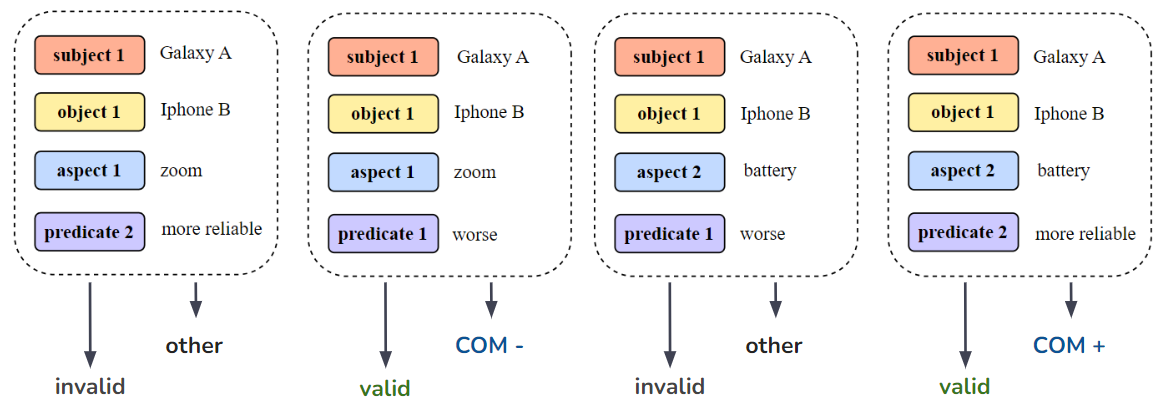 subject 1 Galaxy A
object 1 Iphone B
aspect 1 zoom
predicate 2 more reliable
other
invalid
subject 1 Galaxy A
object 1 Iphone B
aspect 1 zoom
predicate 1 worse
COM -
valid
subject 1 Galaxy A
object 1 Iphone B
aspect 2 battery
predicate 1 worse
other
invalid
subject 1 Galaxy A
object 1 Iphone B
aspect 2 battery
predicate 2 more reliable
COM +
valid